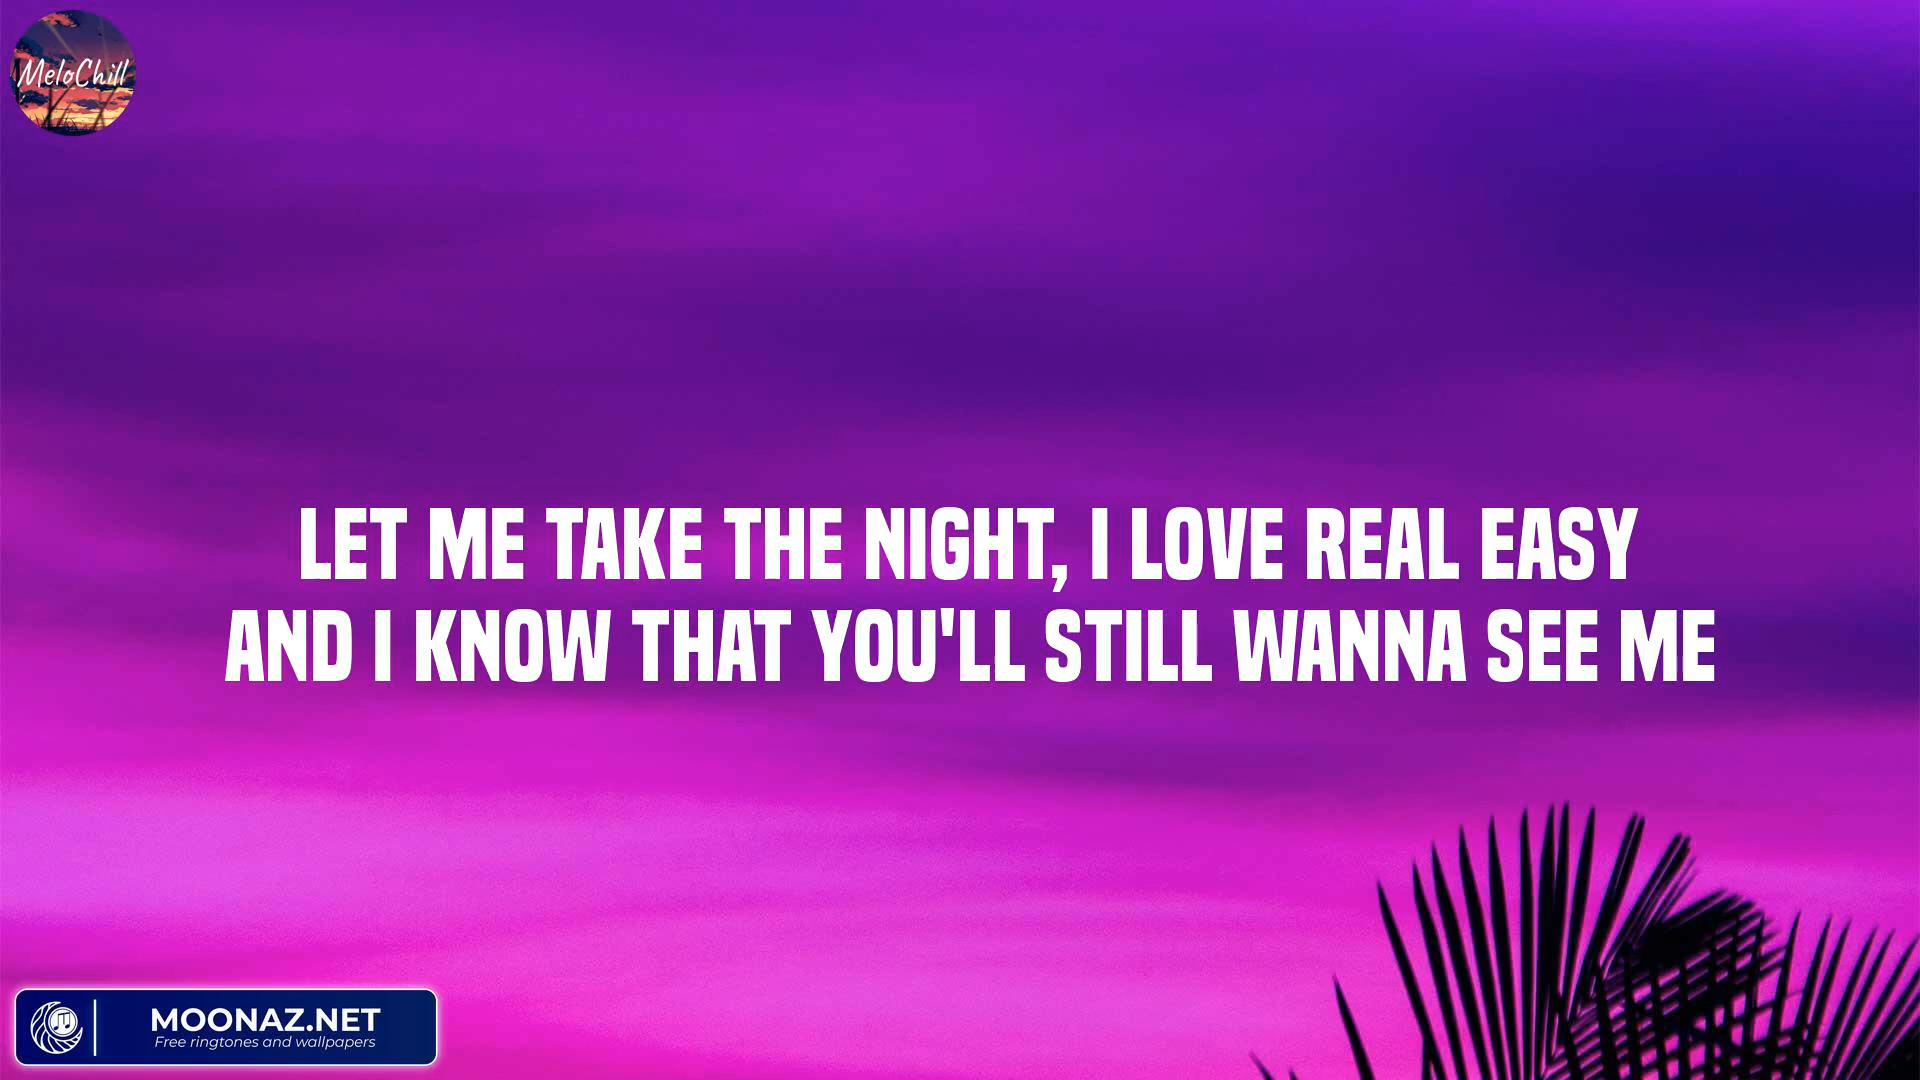 MeloChill
LET ME TAKE THE NIGHT, I LOVE REAL EASY
AND I KNOW THAT YOU'LL STILL WANNA SEE ME
MOONAZ.NET
Free ringtones and wallpapers